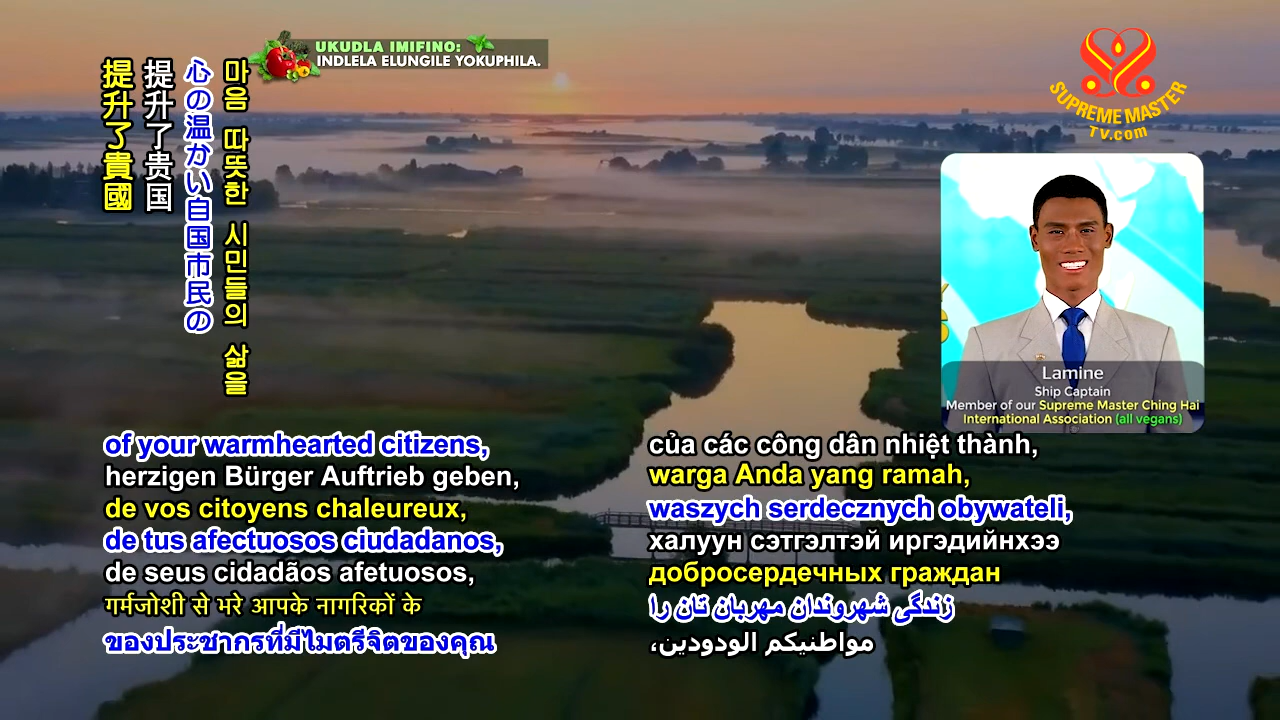 UKUDLA IMIFINO:
INDLELA ELUNGILE YOKUPHILA.
SUPREME MASTER
TV.com
提升了貴國
提升了贵国
心の温かい自国市民の
마음 따뜻한 시민들의 삶을
Lamine
Ship Captain
Member of our Supreme Master Ching Hai
International Association (all vegans)
of your warmhearted citizens,
herzigen Bürger Auftrieb geben,
de vos citoyens chaleureux,
de tus afectuosos ciudadanos,
de seus cidadãos afetuosos,
गर्मजोशी से भरे आपके नागरिकों के
ของประชากรที่มีไมตรีจิตของคุณ
của các công dân nhiệt thành,
warga Anda yang ramah,
waszych serdecznych obywateli,
халуун сэтгэлтэй иргэдийнхээ
добросердечных граждан
زندگی شهروندان مهربان تان را
مواطنيكم الودودين،